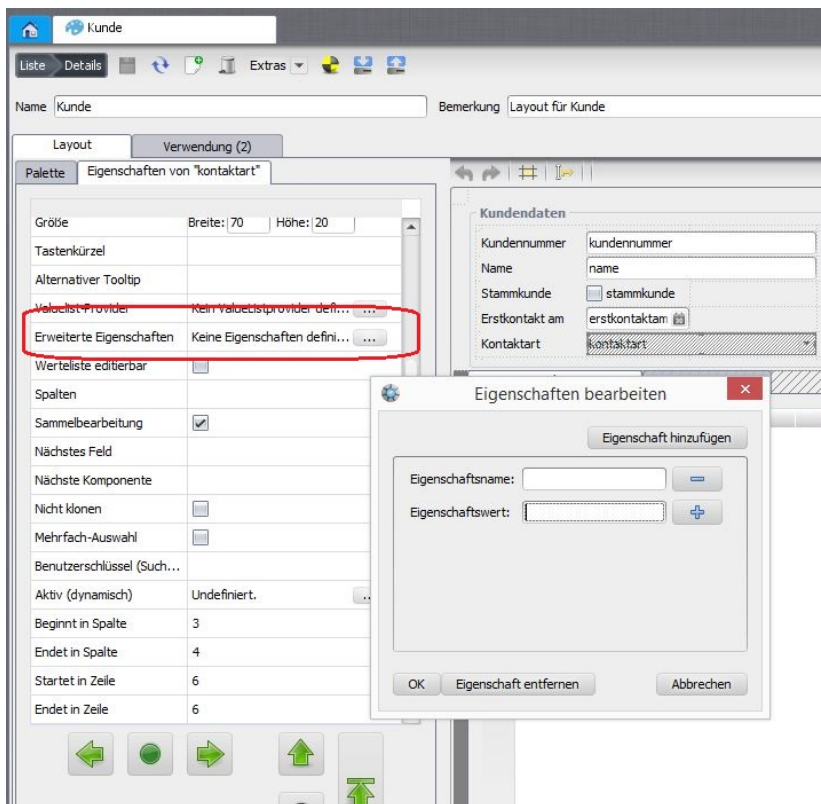 Kunde
Liste Details Extras
Name Kunde Bemerkung Layout für Kunde
Layout Verwendung (2)
Palette Eigenschaften von "kontaktart"
Größe Breite: 70 Höhe: 20
Tastenkürzel
Alternativer Tooltip
Valuelist-Provider Kein ValueListprovider defi... ...
Erweiterte Eigenschaften Keine Eigenschaften defini... ...
Werteliste editierbar
Spalten
Sammelbearbeitung
Nächstes Feld
Nächste Komponente
Nicht klonen
Mehrfach-Auswahl
Benutzerschlüssel (Such...
Aktiv (dynamisch) Undefiniert. ..
Beginnt in Spalte 3
Endet in Spalte 4
Startet in Zeile 6
Endet in Zeile 6
Kundendaten
Kundennummer kundennummer
Name name
Stammkunde stammkunde
Erstkontakt am erstkontaktam
Kontaktart kontaktart
Eigenschaften bearbeiten
Eigenschaft hinzufügen
Eigenschaftsname:
Eigenschaftswert:
OK Eigenschaft entfernen Abbrechen